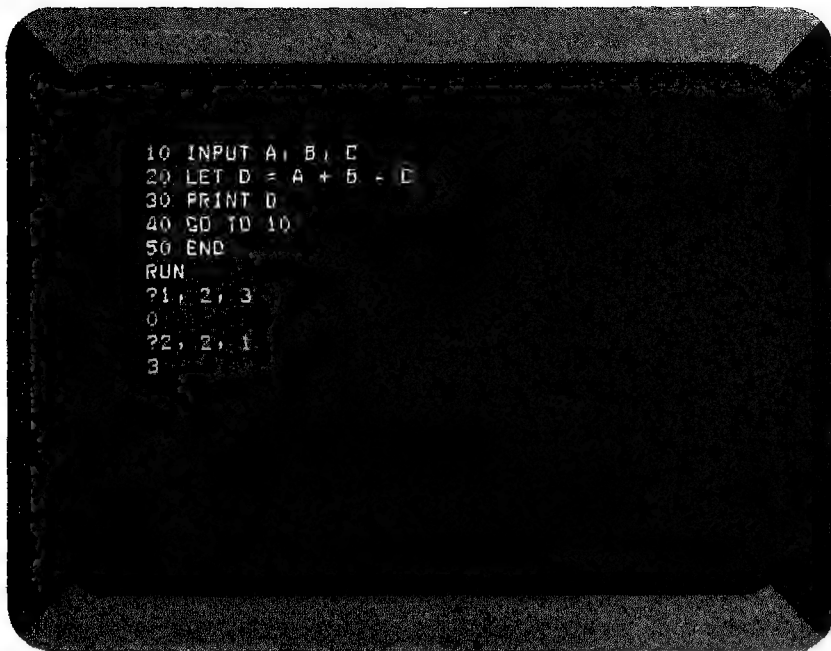 10 INPUT A, B, C
20 LET D = A + B - C
30 PRINT D
40 GO TO 10
50 END
RUN
?1, 2, 3
0
?2, 2, 1
3